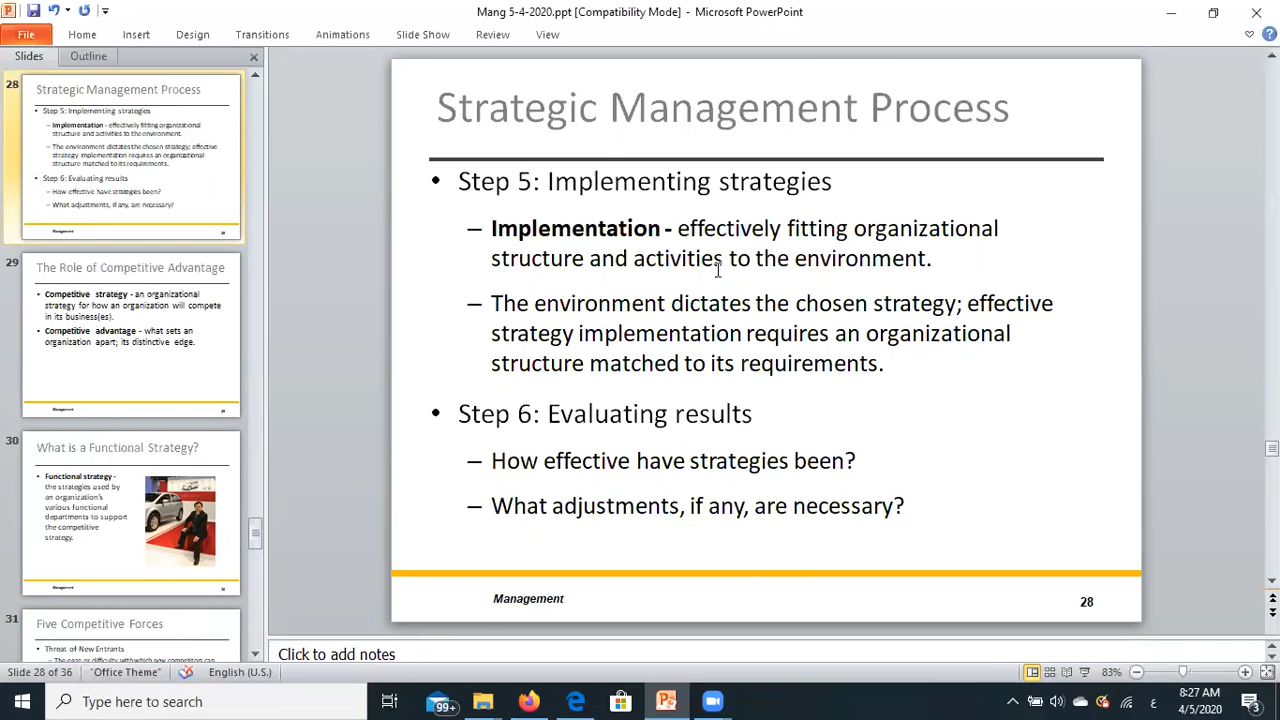 Mang 5-4-2020.ppt [Compatibility Mode] - Microsoft PowerPoint
File Home Insert Design Transitions Animations Slide Show Review View
Slides Outline
28
Strategic Management Process
• Step 5: Implementing strategies
– Implementation - effectively fitting organizational
structure and activities to the environment.
– The environment dictates the chosen strategy; effective
strategy implementation requires an organizational
structure matched to its requirements.
• Step 6: Evaluating results
– How effective have strategies been?
– What adjustments, if any, are necessary?
Management
29
The Role of Competitive Advantage
• Competitive strategy - an organizational
strategy for how an organization will compete
in its business(es).
• Competitive advantage - what sets an
organization apart; its distinctive edge.
Management
30
What is a Functional Strategy?
• Functional strategy -
the strategies used by
an organization's
various functional
departments to support
the competitive
strategy.
Management
31
Five Competitive Forces
• Threat of New Entrants
– The ease or difficulty with which new competitors can
Strategic Management Process
• Step 5: Implementing strategies
– Implementation - effectively fitting organizational
structure and activities to the environment.
– The environment dictates the chosen strategy; effective
strategy implementation requires an organizational
structure matched to its requirements.
• Step 6: Evaluating results
– How effective have strategies been?
– What adjustments, if any, are necessary?
Management 28
Click to add notes
Slide 28 of 36 "Office Theme" English (U.S.) 83%
Type here to search 99+ ع 8:27 AM
4/5/2020 3